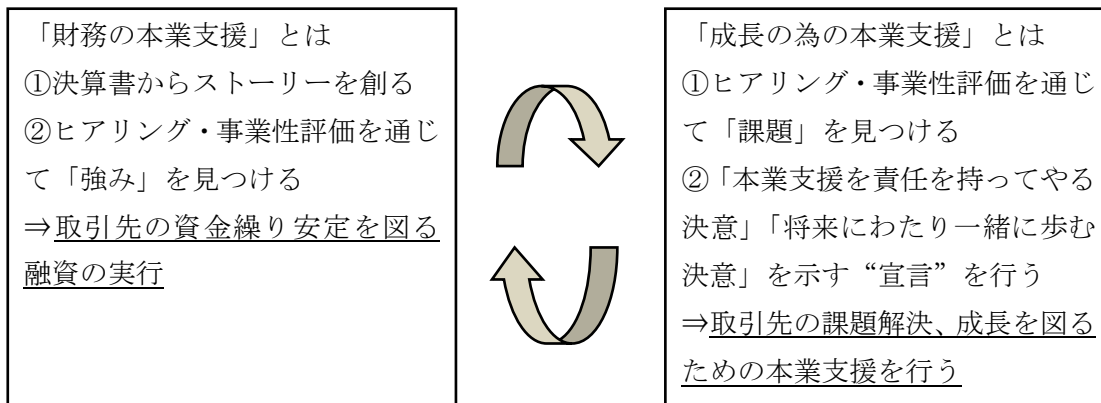 「財務の本業支援」とは
①決算書からストーリーを創る
②ヒアリング・事業性評価を通じ
て「強み」を見つける
⇒取引先の資金繰り安定を図る
融資の実行
「成長の為の本業支援」とは
①ヒアリング・事業性評価を通じ
て「課題」を見つける
②「本業支援を責任を持ってやる
決意」「将来にわたり一緒に歩む
決意」を示す“宣言”を行う
⇒取引先の課題解決、成長を図る
ための本業支援を行う